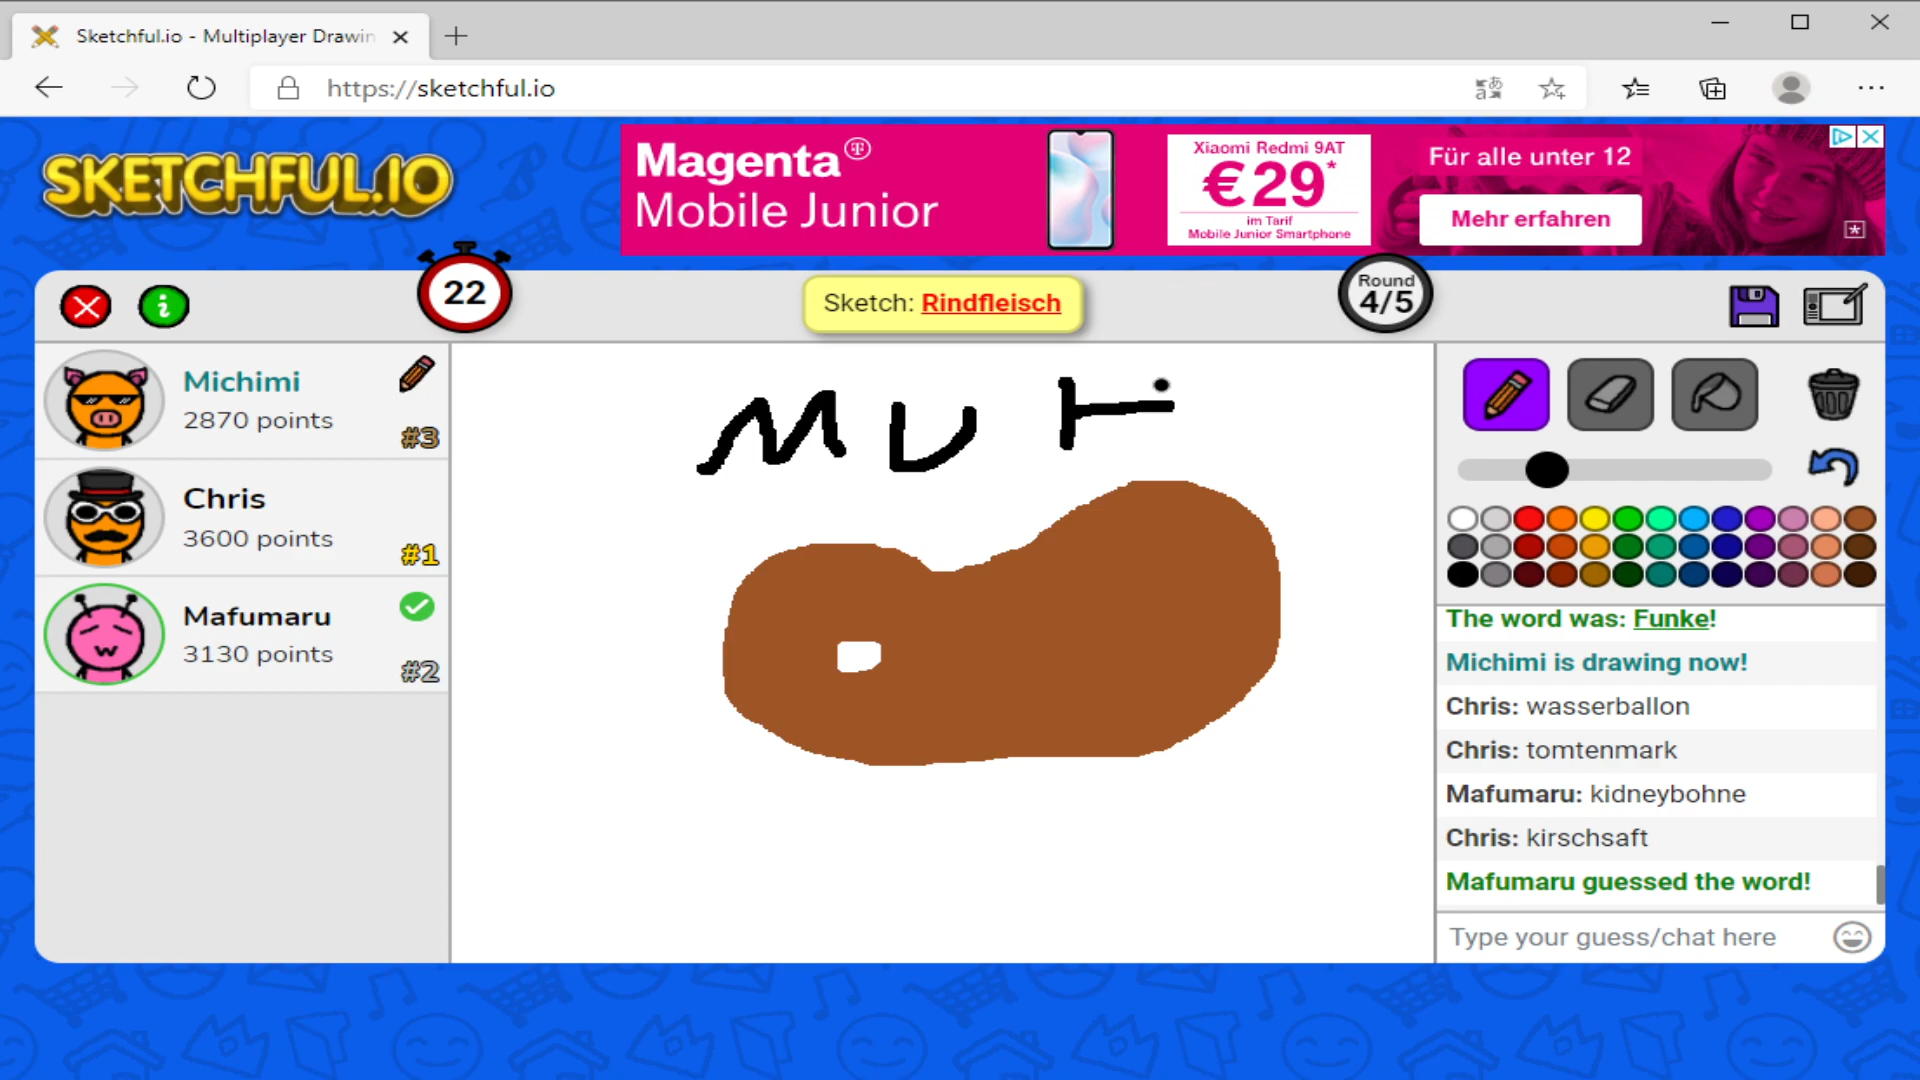 Sketchful.io - Multiplayer Drawin
https://sketchful.io
SKETCHFUL.IO
Magenta
Mobile Junior
Xiaomi Redmi 9AT
€29*
im Tarif
Mobile Junior Smartphone
Für alle unter 12
Mehr erfahren
22
Sketch: Rindfleisch
Round
4/5
Michimi
2870 points
#3
Chris
3600 points
#1
Mafumaru
3130 points
#2
MUH
The word was: Funke!
Michimi is drawing now!
Chris: wasserballon
Chris: tomtenmark
Mafumaru: kidneybohne
Chris: kirschsaft
Mafumaru guessed the word!
Type your guess/chat here